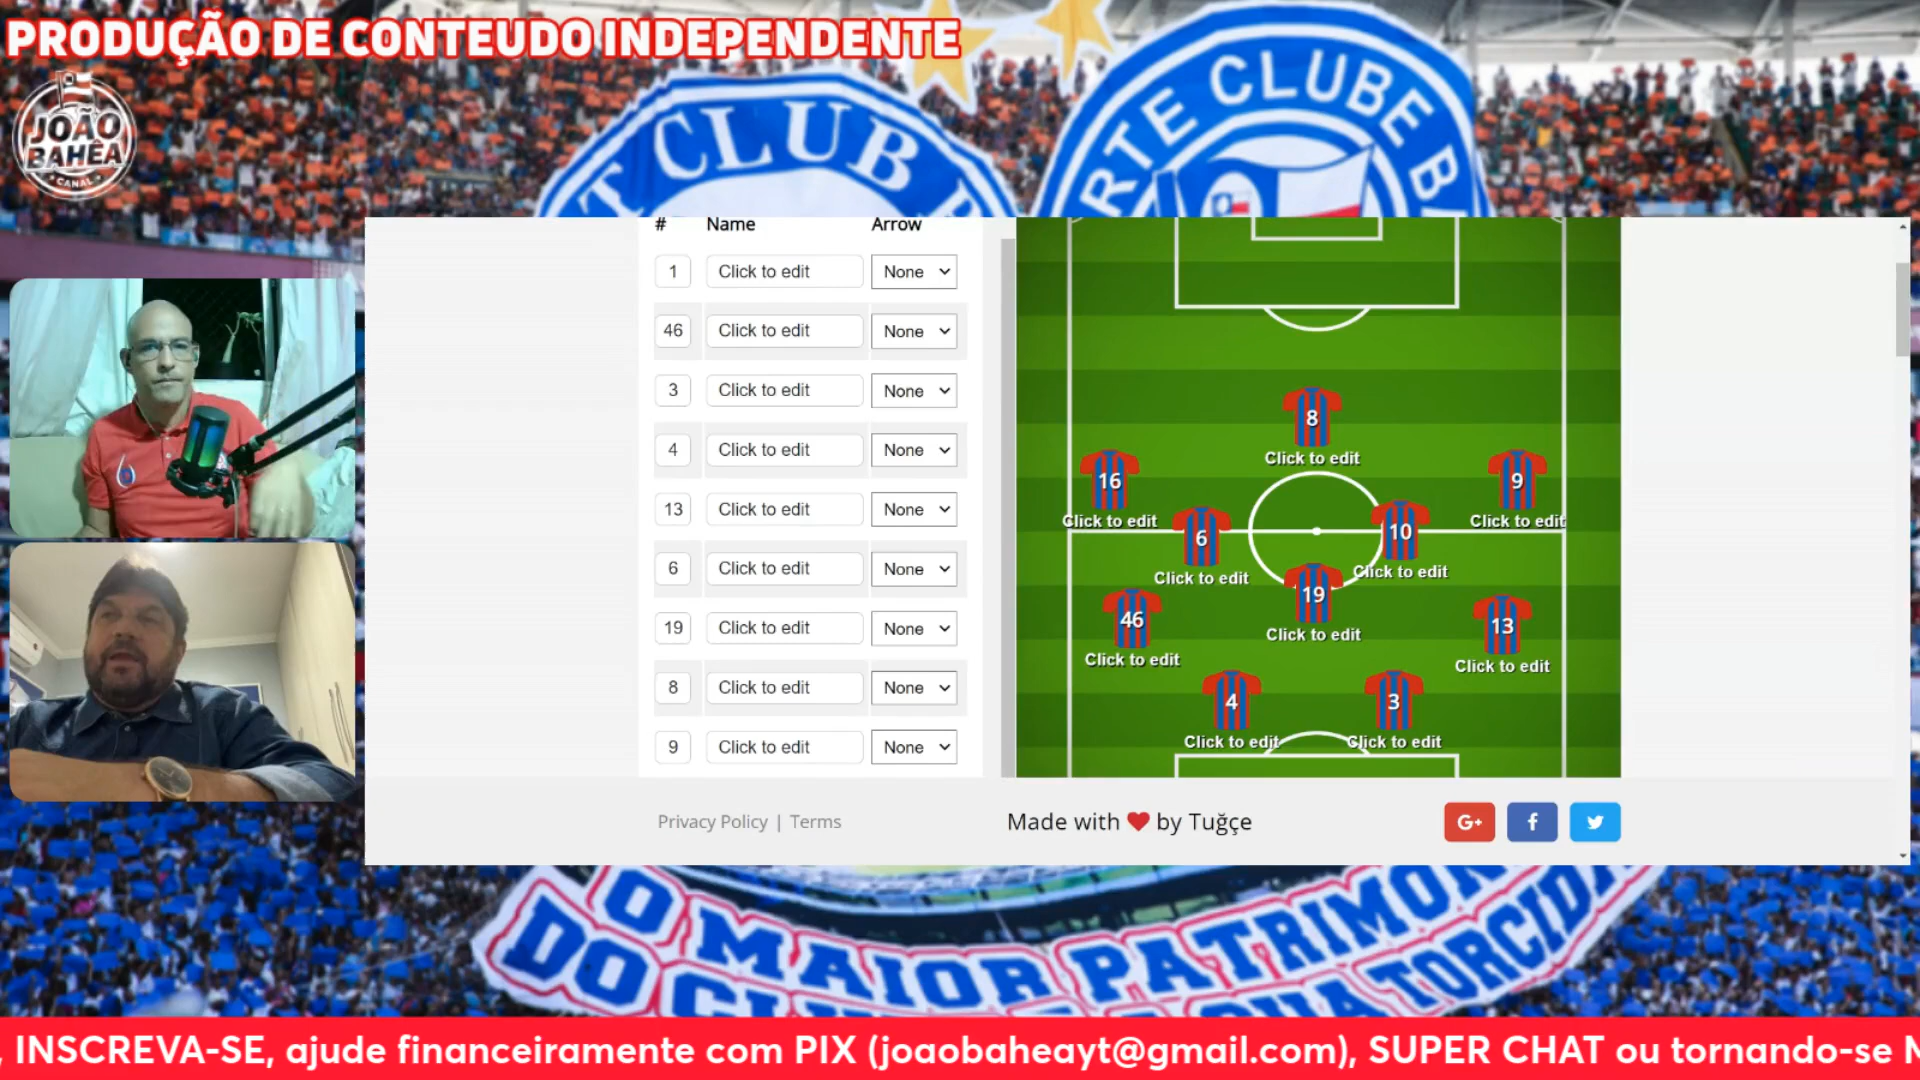 PRODUÇÃO DE CONTEUDO INDEPENDENTE
JOÃO
BAHÊA
CANAL
T CLUB
RTE CLUBE B
# Name Arrow
1 Click to edit None
46 Click to edit None
3 Click to edit None
4 Click to edit None
13 Click to edit None
6 Click to edit None
19 Click to edit None
8 Click to edit None
9 Click to edit None
8
Click to edit
16
Click to edit
9
Click to edit
6
Click to edit
10
Click to edit
19
Click to edit
46
Click to edit
13
Click to edit
4
Click to edit
3
Click to edit
Privacy Policy | Terms
Made with ❤ by Tuğçe
G+ f
O MAIOR PATRIMON
DO CL SUA TORCIDA
, INSCREVA-SE, ajude financeiramente com PIX (joaobaheayt@gmail.com), SUPER CHAT ou tornando-se M